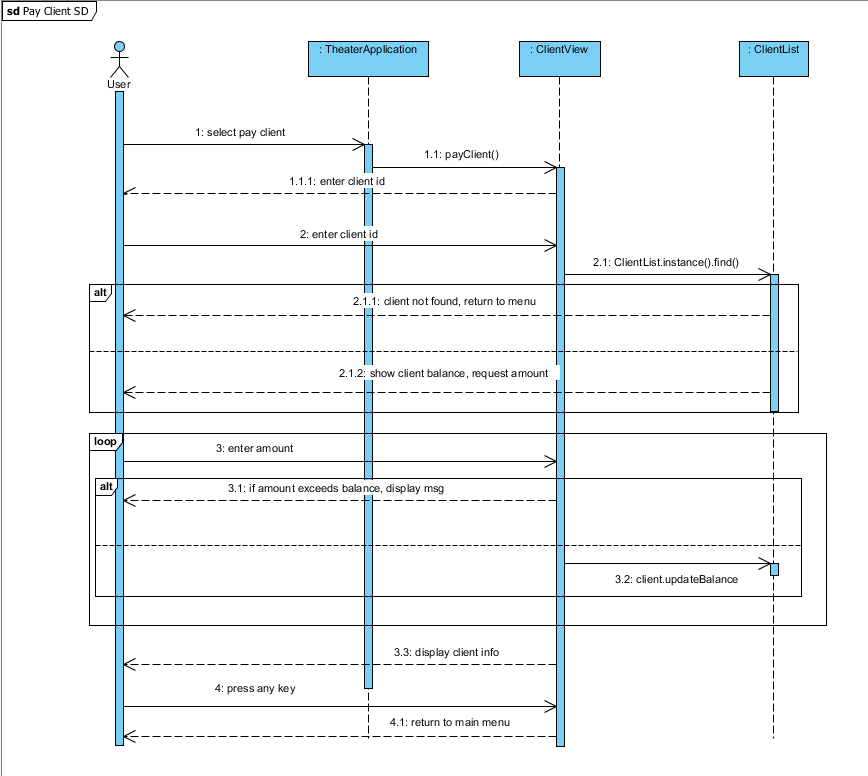 sd Pay Client SD
: TheaterApplication
: ClientView
: ClientList
User
1: select pay client
1.1: payClient()
1.1.1: enter client id
2: enter client id
2.1: ClientList.instance().find()
alt
2.1.1: client not found, return to menu
2.1.2: show client balance, request amount
loop
3: enter amount
alt
3.1: if amount exceeds balance, display msg
3.2: client.updateBalance
3.3: display client info
4: press any key
4.1: return to main menu